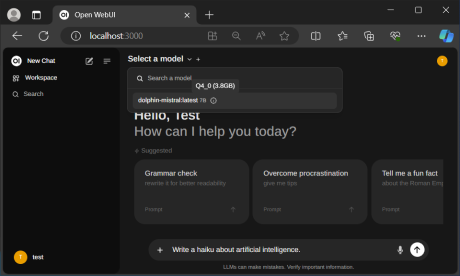 Open WebUI
localhost:3000
New Chat
Workspace
Search
Select a model
Search a model
Q4_0 (3.8GB)
dolphin-mistral:latest 7B
Hello, Test
How can I help you today?
Suggested
Grammar check
rewrite it for better readability
Prompt
Overcome procrastination
give me tips
Prompt
Tell me a fun fact
about the Roman Emp
Prompt
Write a haiku about artificial intelligence.
LLMs can make mistakes. Verify important information.
T
test
T
OI
OI